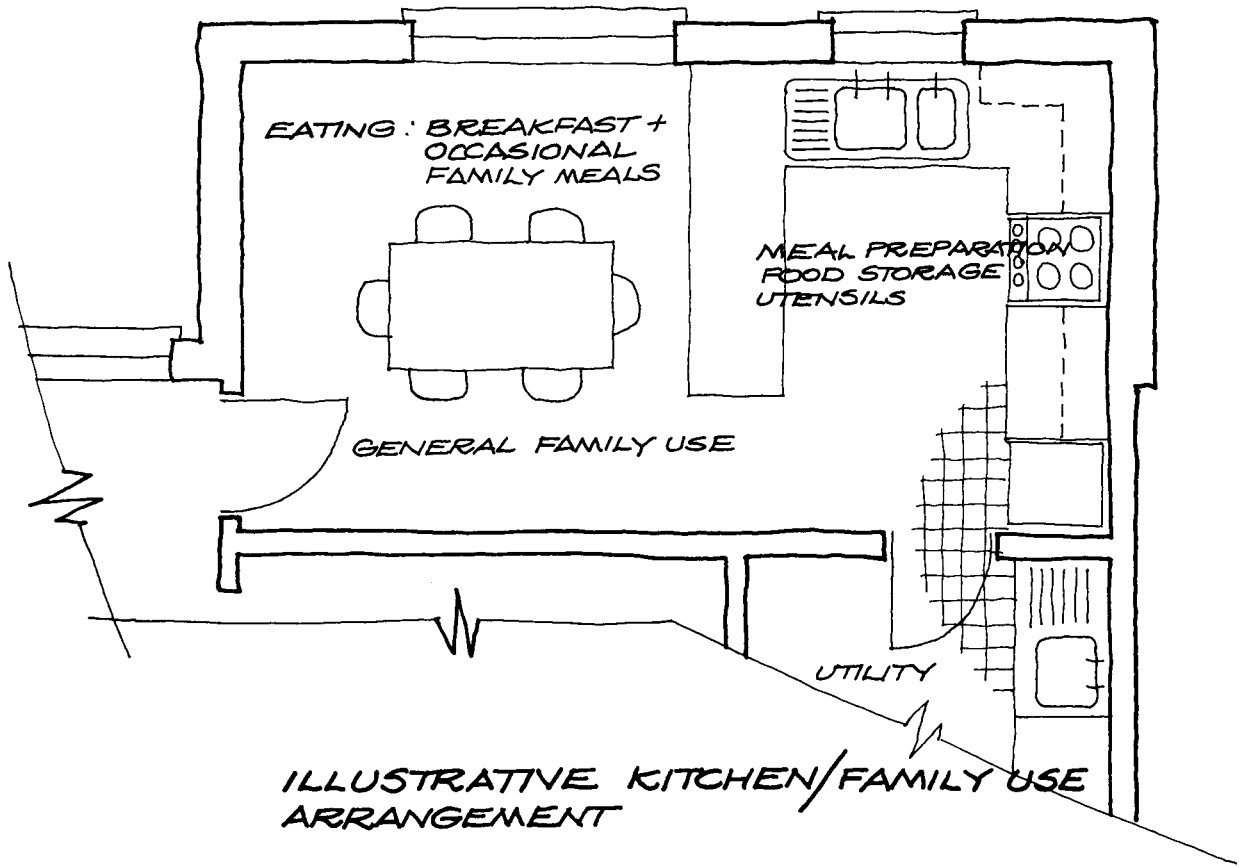 EATING : BREAKFAST +
OCCASIONAL
FAMILY MEALS
MEAL PREPARATION
FOOD STORAGE
UTENSILS
GENERAL FAMILY USE
UTILITY
ILLUSTRATIVE KITCHEN/FAMILY USE
ARRANGEMENT